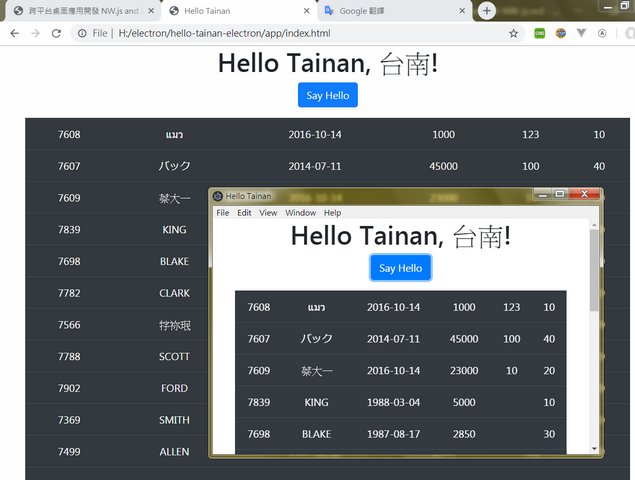 跨平台桌面應用開發 NW.js and
Hello Tainan
Google 翻譯
File | H:/electron/hello-tainan-electron/app/index.html
Hello Tainan, 台南!
Say Hello
7608 แมว 2016-10-14 1000 123 10
7607 バック 2014-07-11 45000 100 40
7609 蔡大一
7839 KING
7698 BLAKE
7782 CLARK
7566
7788 SCOTT
7902 FORD
7369 SMITH
7499 ALLEN
Hello Tainan
File Edit View Window Help
Hello Tainan, 台南!
Say Hello
7608 แมว 2016-10-14 1000 123 10
7607 バック 2014-07-11 45000 100 40
7609 蔡大一 2016-10-14 23000 10 20
7839 KING 1988-03-04 5000 10
7698 BLAKE 1987-08-17 2850 30